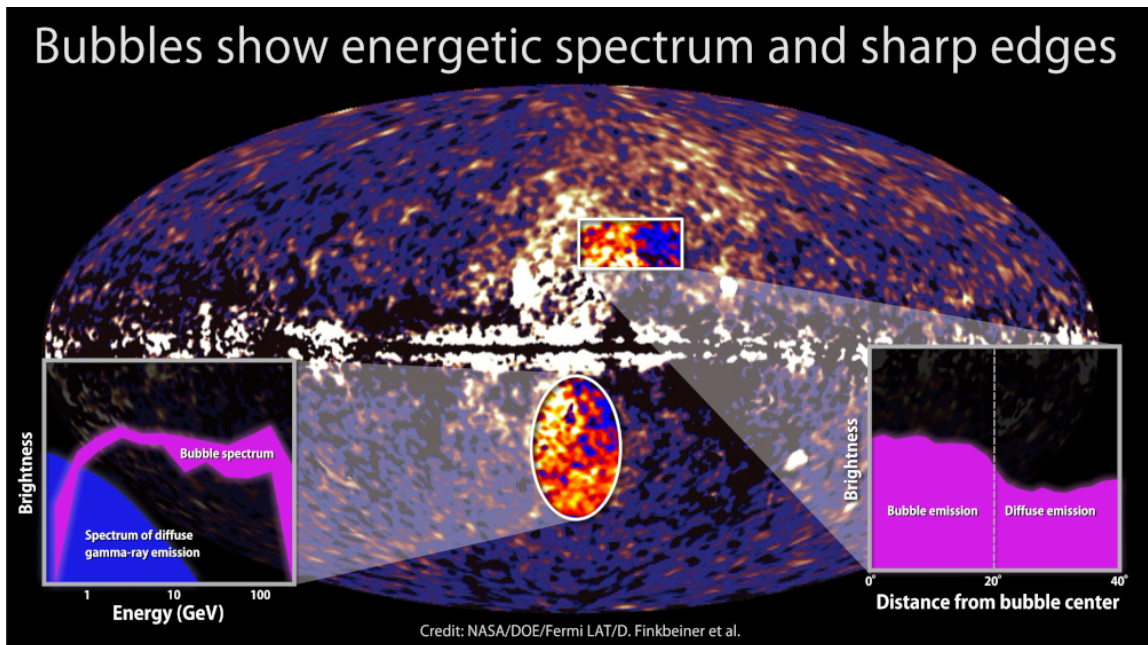 Bubbles show energetic spectrum and sharp edges
Brightness
Bubble spectrum
Spectrum of diffuse
gamma-ray emission
1 10 100
Energy (GeV)
Brightness
Bubble emission
Diffuse emission
0° 20° 40°
Distance from bubble center
Credit: NASA/DOE/Fermi LAT/D. Finkbeiner et al.